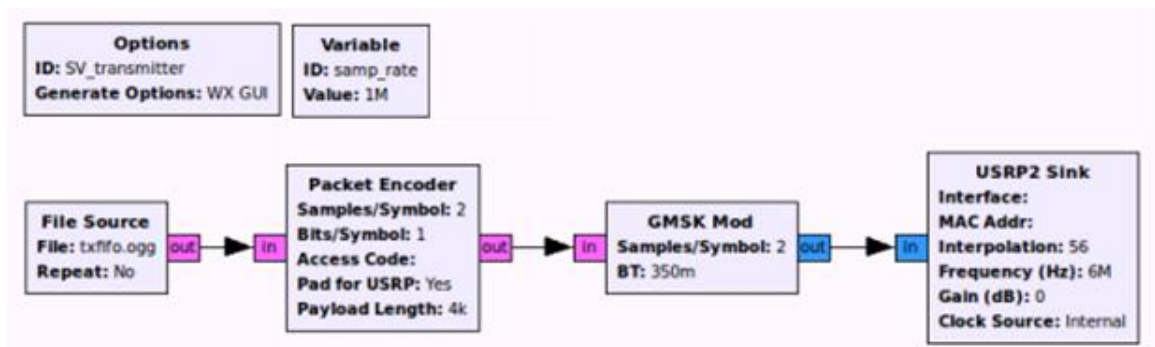 Options
ID: SV_transmitter
Generate Options: WX GUI
Variable
ID: samp_rate
Value: 1M
File Source
File: txfifo.ogg
Repeat: No
out
in
Packet Encoder
Samples/Symbol: 2
Bits/Symbol: 1
Access Code:
Pad for USRP: Yes
Payload Length: 4k
out
in
GMSK Mod
Samples/Symbol: 2
BT: 350m
out
in
USRP2 Sink
Interface:
MAC Addr:
Interpolation: 56
Frequency (Hz): 6M
Gain (dB): 0
Clock Source: Internal